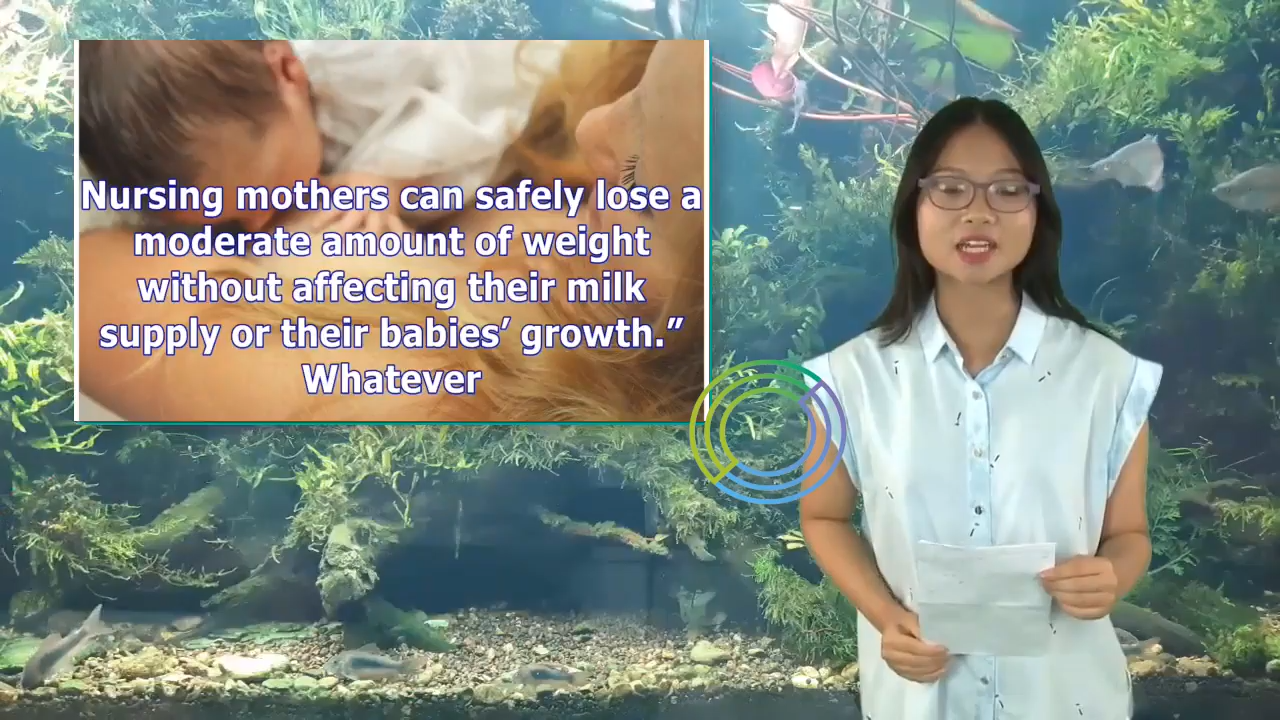 Nursing mothers can safely lose a
moderate amount of weight
without affecting their milk
supply or their babies’ growth.”
Whatever